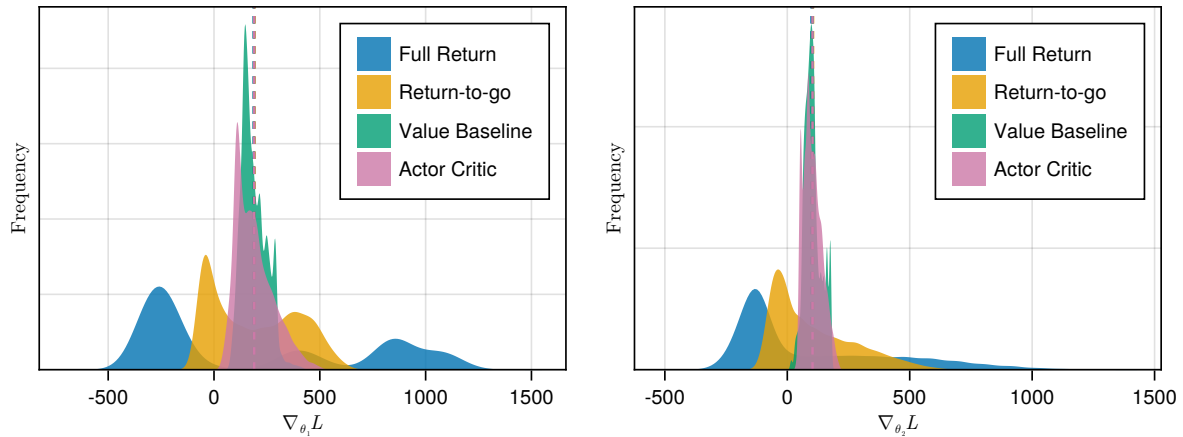 Frequency
Full Return
Return-to-go
Value Baseline
Actor Critic
-500 0 500 1000 1500
∇θ₁L
Frequency
Full Return
Return-to-go
Value Baseline
Actor Critic
-500 0 500 1000 1500
∇θ₂L